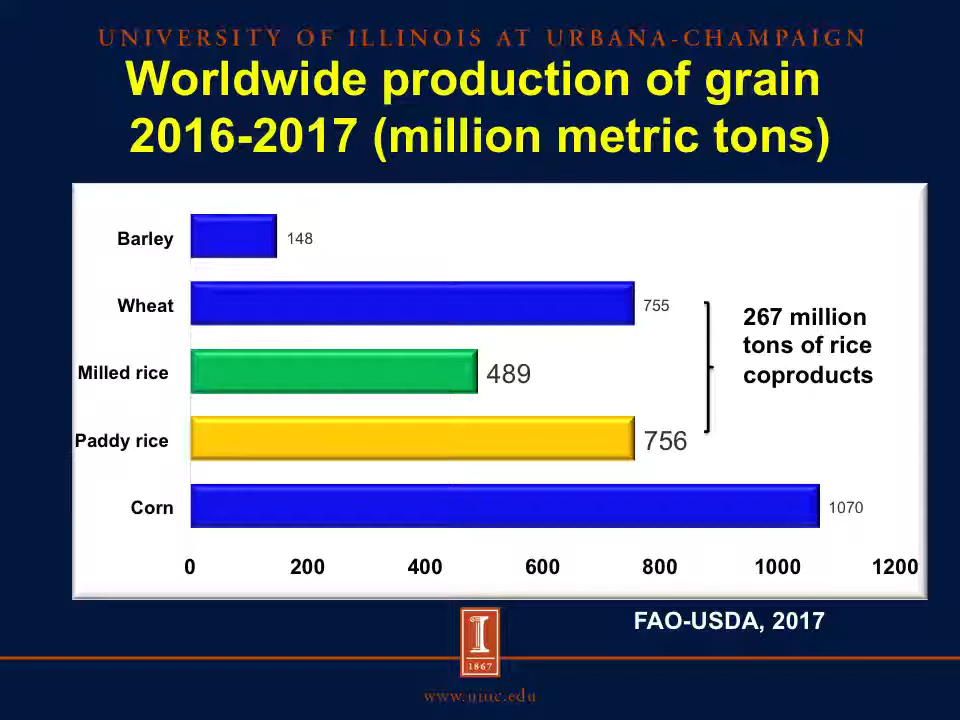 UNIVERSITY OF ILLINOIS AT URBANA-CHAMPAIGN
Worldwide production of grain
2016-2017 (million metric tons)
Barley
148
Wheat
755
267 million
tons of rice
coproducts
Milled rice
489
Paddy rice
756
Corn
1070
0 200 400 600 800 1000 1200
FAO-USDA, 2017
I
1867
www.uiuc.edu